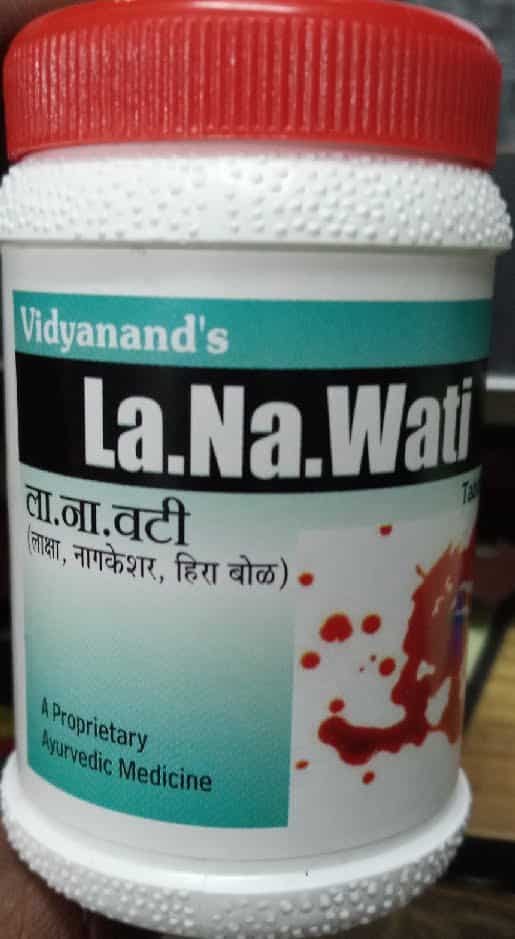 Vidyanand's
La.Na.Wati
ला.ना.वटी
(लाक्षा, नागकेशर, हिरा बोळ)
A Proprietary
Ayurvedic Medicine